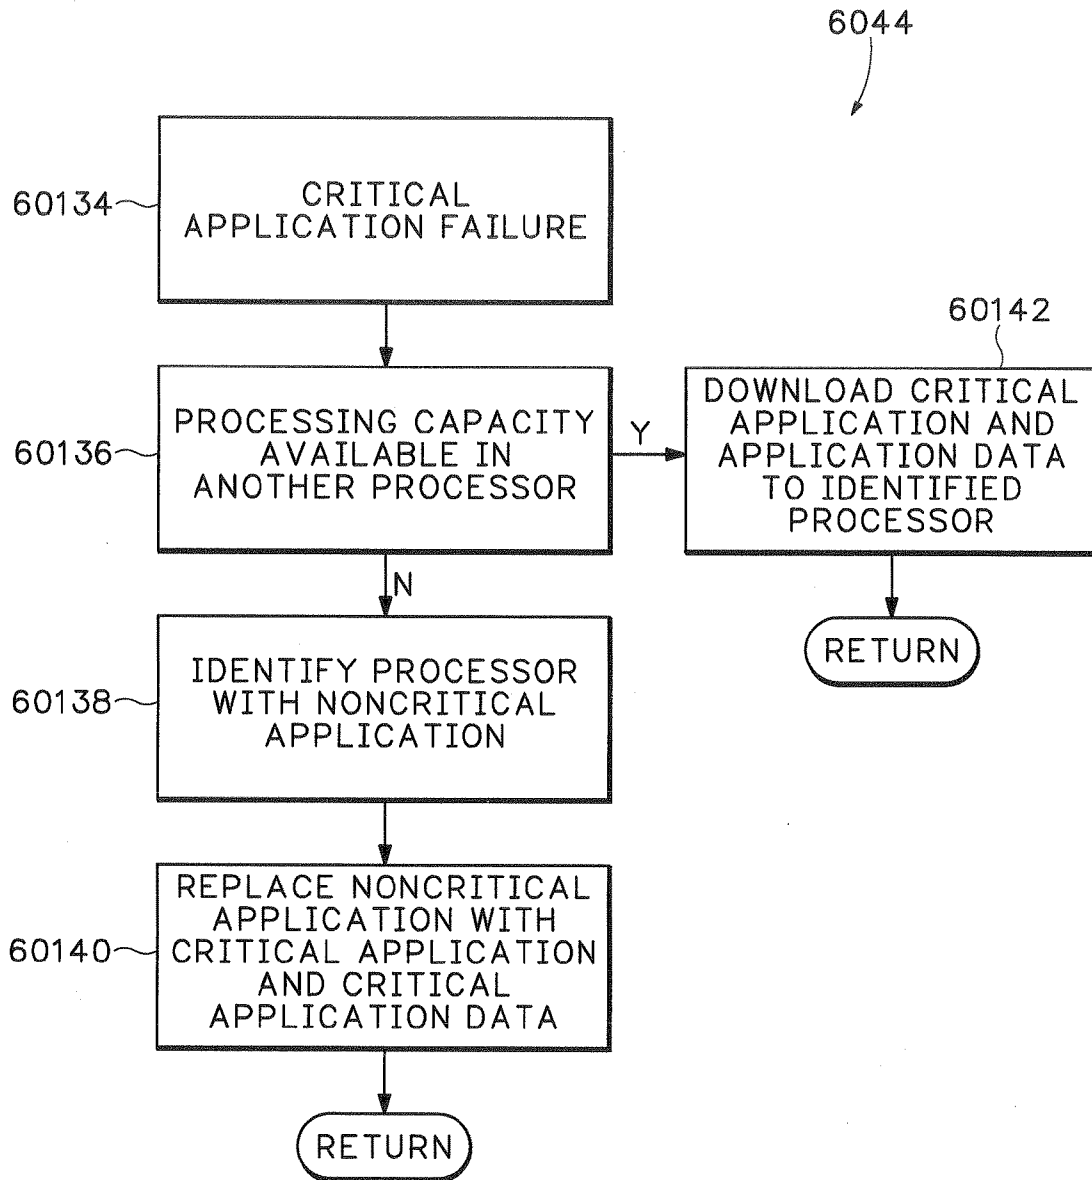 6044
60134
CRITICAL
APPLICATION FAILURE
60142
60136
PROCESSING CAPACITY
AVAILABLE IN
ANOTHER PROCESSOR
Y
DOWNLOAD CRITICAL
APPLICATION AND
APPLICATION DATA
TO IDENTIFIED
PROCESSOR
N
RETURN
60138
IDENTIFY PROCESSOR
WITH NONCRITICAL
APPLICATION
60140
REPLACE NONCRITICAL
APPLICATION WITH
CRITICAL APPLICATION
AND CRITICAL
APPLICATION DATA
RETURN